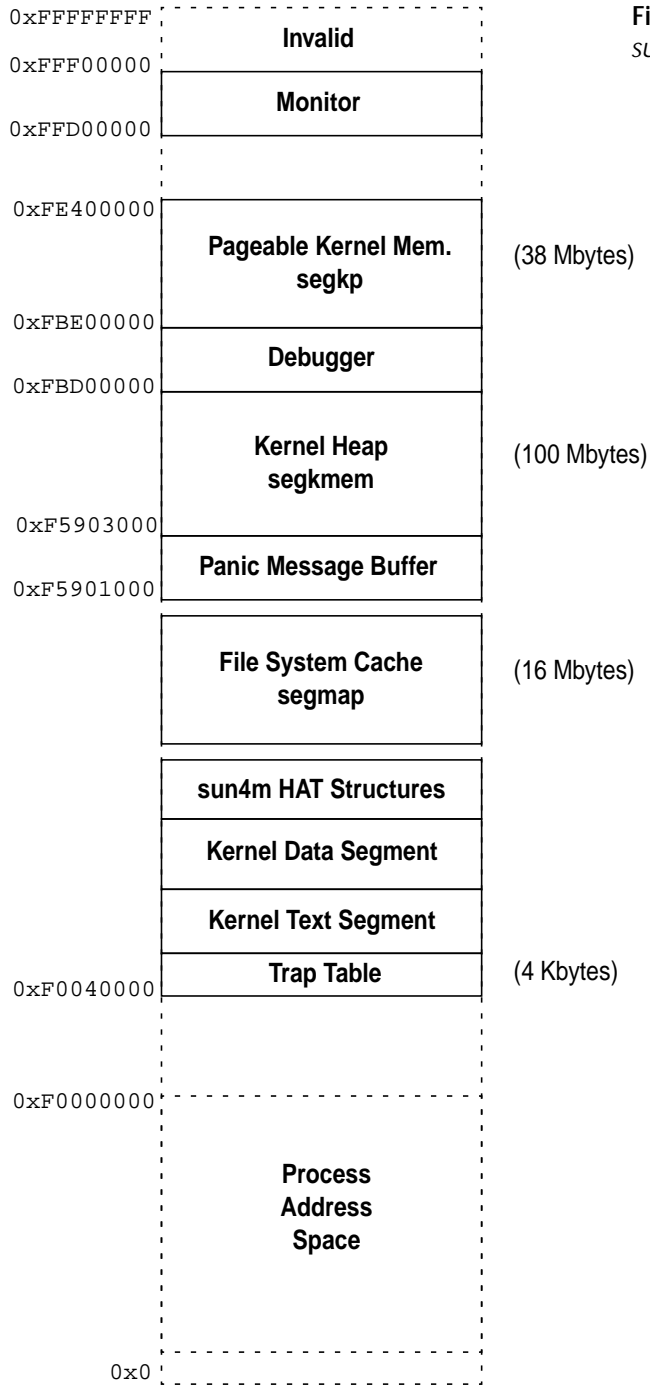 0xFFFFFFFF
Fi
su
Invalid
0xFFF00000
Monitor
0xFFD00000
0xFE400000
Pageable Kernel Mem.
segkp
(38 Mbytes)
0xFBE00000
Debugger
0xFBD00000
Kernel Heap
segkmem
(100 Mbytes)
0xF5903000
Panic Message Buffer
0xF5901000
File System Cache
segmap
(16 Mbytes)
sun4m HAT Structures
Kernel Data Segment
Kernel Text Segment
Trap Table
(4 Kbytes)
0xF0040000
0xF0000000
Process
Address
Space
0x0